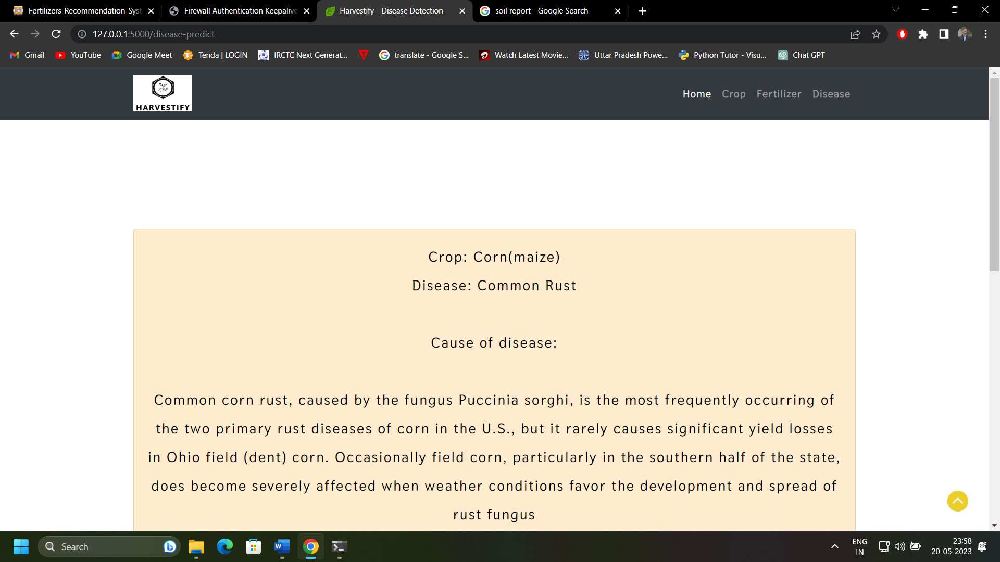 Fertilizers-Recommendation-Syst
Firewall Authentication Keepalive
Harvestify - Disease Detection
soil report - Google Search
127.0.0.1:5000/disease-predict
Gmail
YouTube
Google Meet
Tenda | LOGIN
IRCTC Next Generat...
translate - Google S...
Watch Latest Movie...
Uttar Pradesh Powe...
Python Tutor - Visu...
Chat GPT
HARVESTIFY
Home
Crop
Fertilizer
Disease
Crop: Corn(maize)
Disease: Common Rust
Cause of disease:
Common corn rust, caused by the fungus Puccinia sorghi, is the most frequently occurring of
the two primary rust diseases of corn in the U.S., but it rarely causes significant yield losses
in Ohio field (dent) corn. Occasionally field corn, particularly in the southern half of the state,
does become severely affected when weather conditions favor the development and spread of
rust fungus
Search
ENG
IN
23:58
20-05-2023